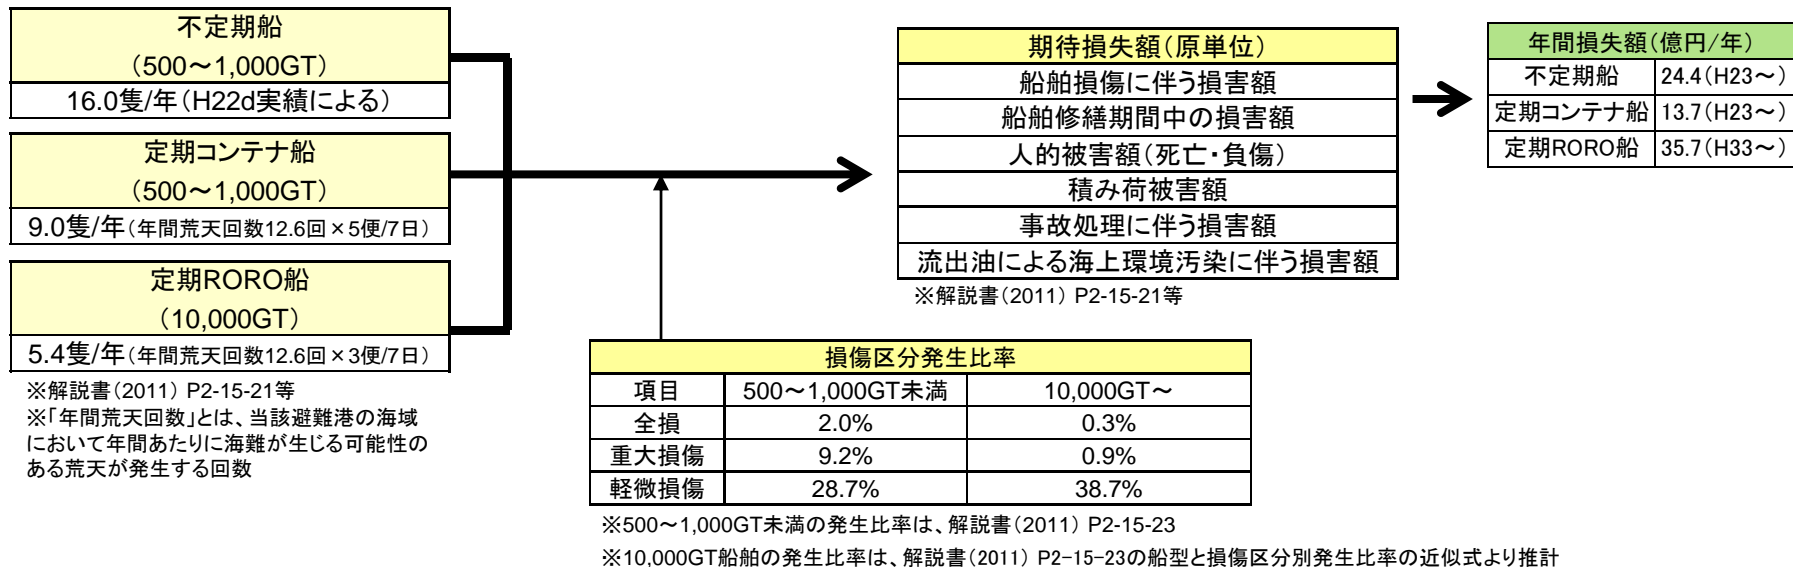 不定期船
（500～1,000GT）
16.0隻/年（H22d実績による）
定期コンテナ船
（500～1,000GT）
9.0隻/年（年間荒天回数12.6回×5便/7日）
定期RORO船
（10,000GT）
5.4隻/年（年間荒天回数12.6回×3便/7日）
※解説書（2011） P2-15-21等
※「年間荒天回数」とは、当該避難港の海域
において年間あたりに海難が生じる可能性の
ある荒天が発生する回数
期待損失額（原単位）
船舶損傷に伴う損害額
船舶修繕期間中の損害額
人的被害額（死亡・負傷）
積み荷被害額
事故処理に伴う損害額
流出油による海上環境汚染に伴う損害額
※解説書（2011） P2-15-21等
損傷区分発生比率
項目 500～1,000GT未満 10,000GT～
全損 2.0% 0.3%
重大損傷 9.2% 0.9%
軽微損傷 28.7% 38.7%
※500～1,000GT未満の発生比率は、解説書（2011） P2-15-23
※10,000GT船舶の発生比率は、解説書（2011） P2-15-23の船型と損傷区分別発生比率の近似式より推計
年間損失額（億円/年）
不定期船 24.4（H23～）
定期コンテナ船 13.7（H23～）
定期RORO船 35.7（H33～）